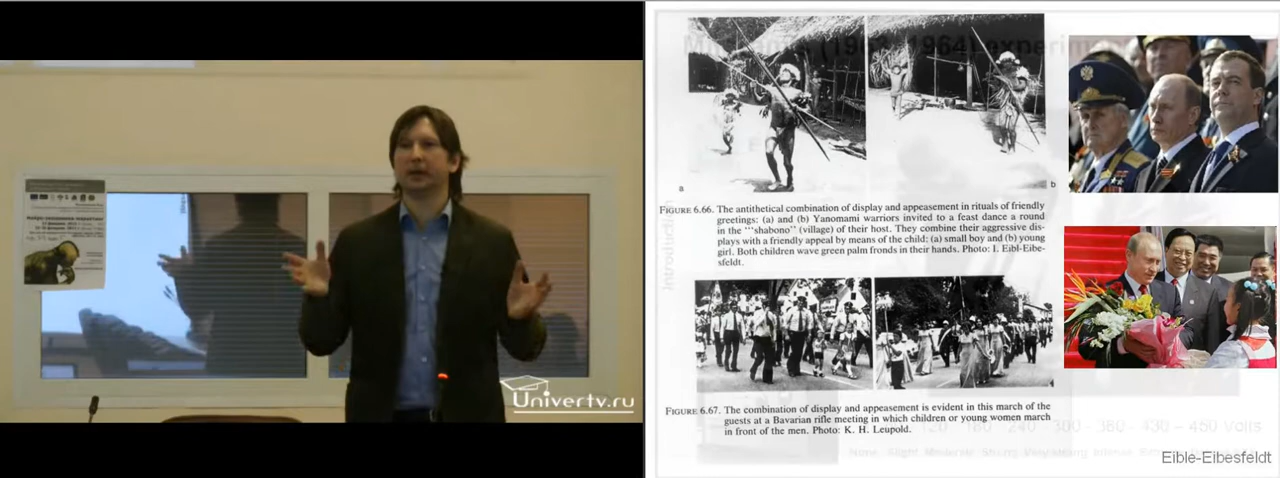 Univertv.ru
a
b
FIGURE 6.66. The antithetical combination of display and appeasement in rituals of friendly
greetings: (a) and (b) Yanomami warriors invited to a feast dance a round
in the "''shabono" (village) of their host. They combine their aggressive dis-
plays with a friendly appeal by means of the child: (a) small boy and (b) young
girl. Both children wave green palm fronds in their hands. Photo: I. Eibl-Eibe-
sfeldt.
FIGURE 6.67. The combination of display and appeasement is evident in this march of the
guests at a Bavarian rifle meeting in which children or young women march
in front of the men. Photo: K. H. Leupold.
120 - 180 - 240 - 300 - 360 - 430 – 450 Volts
Eible-Eibesfeldt
Introduction